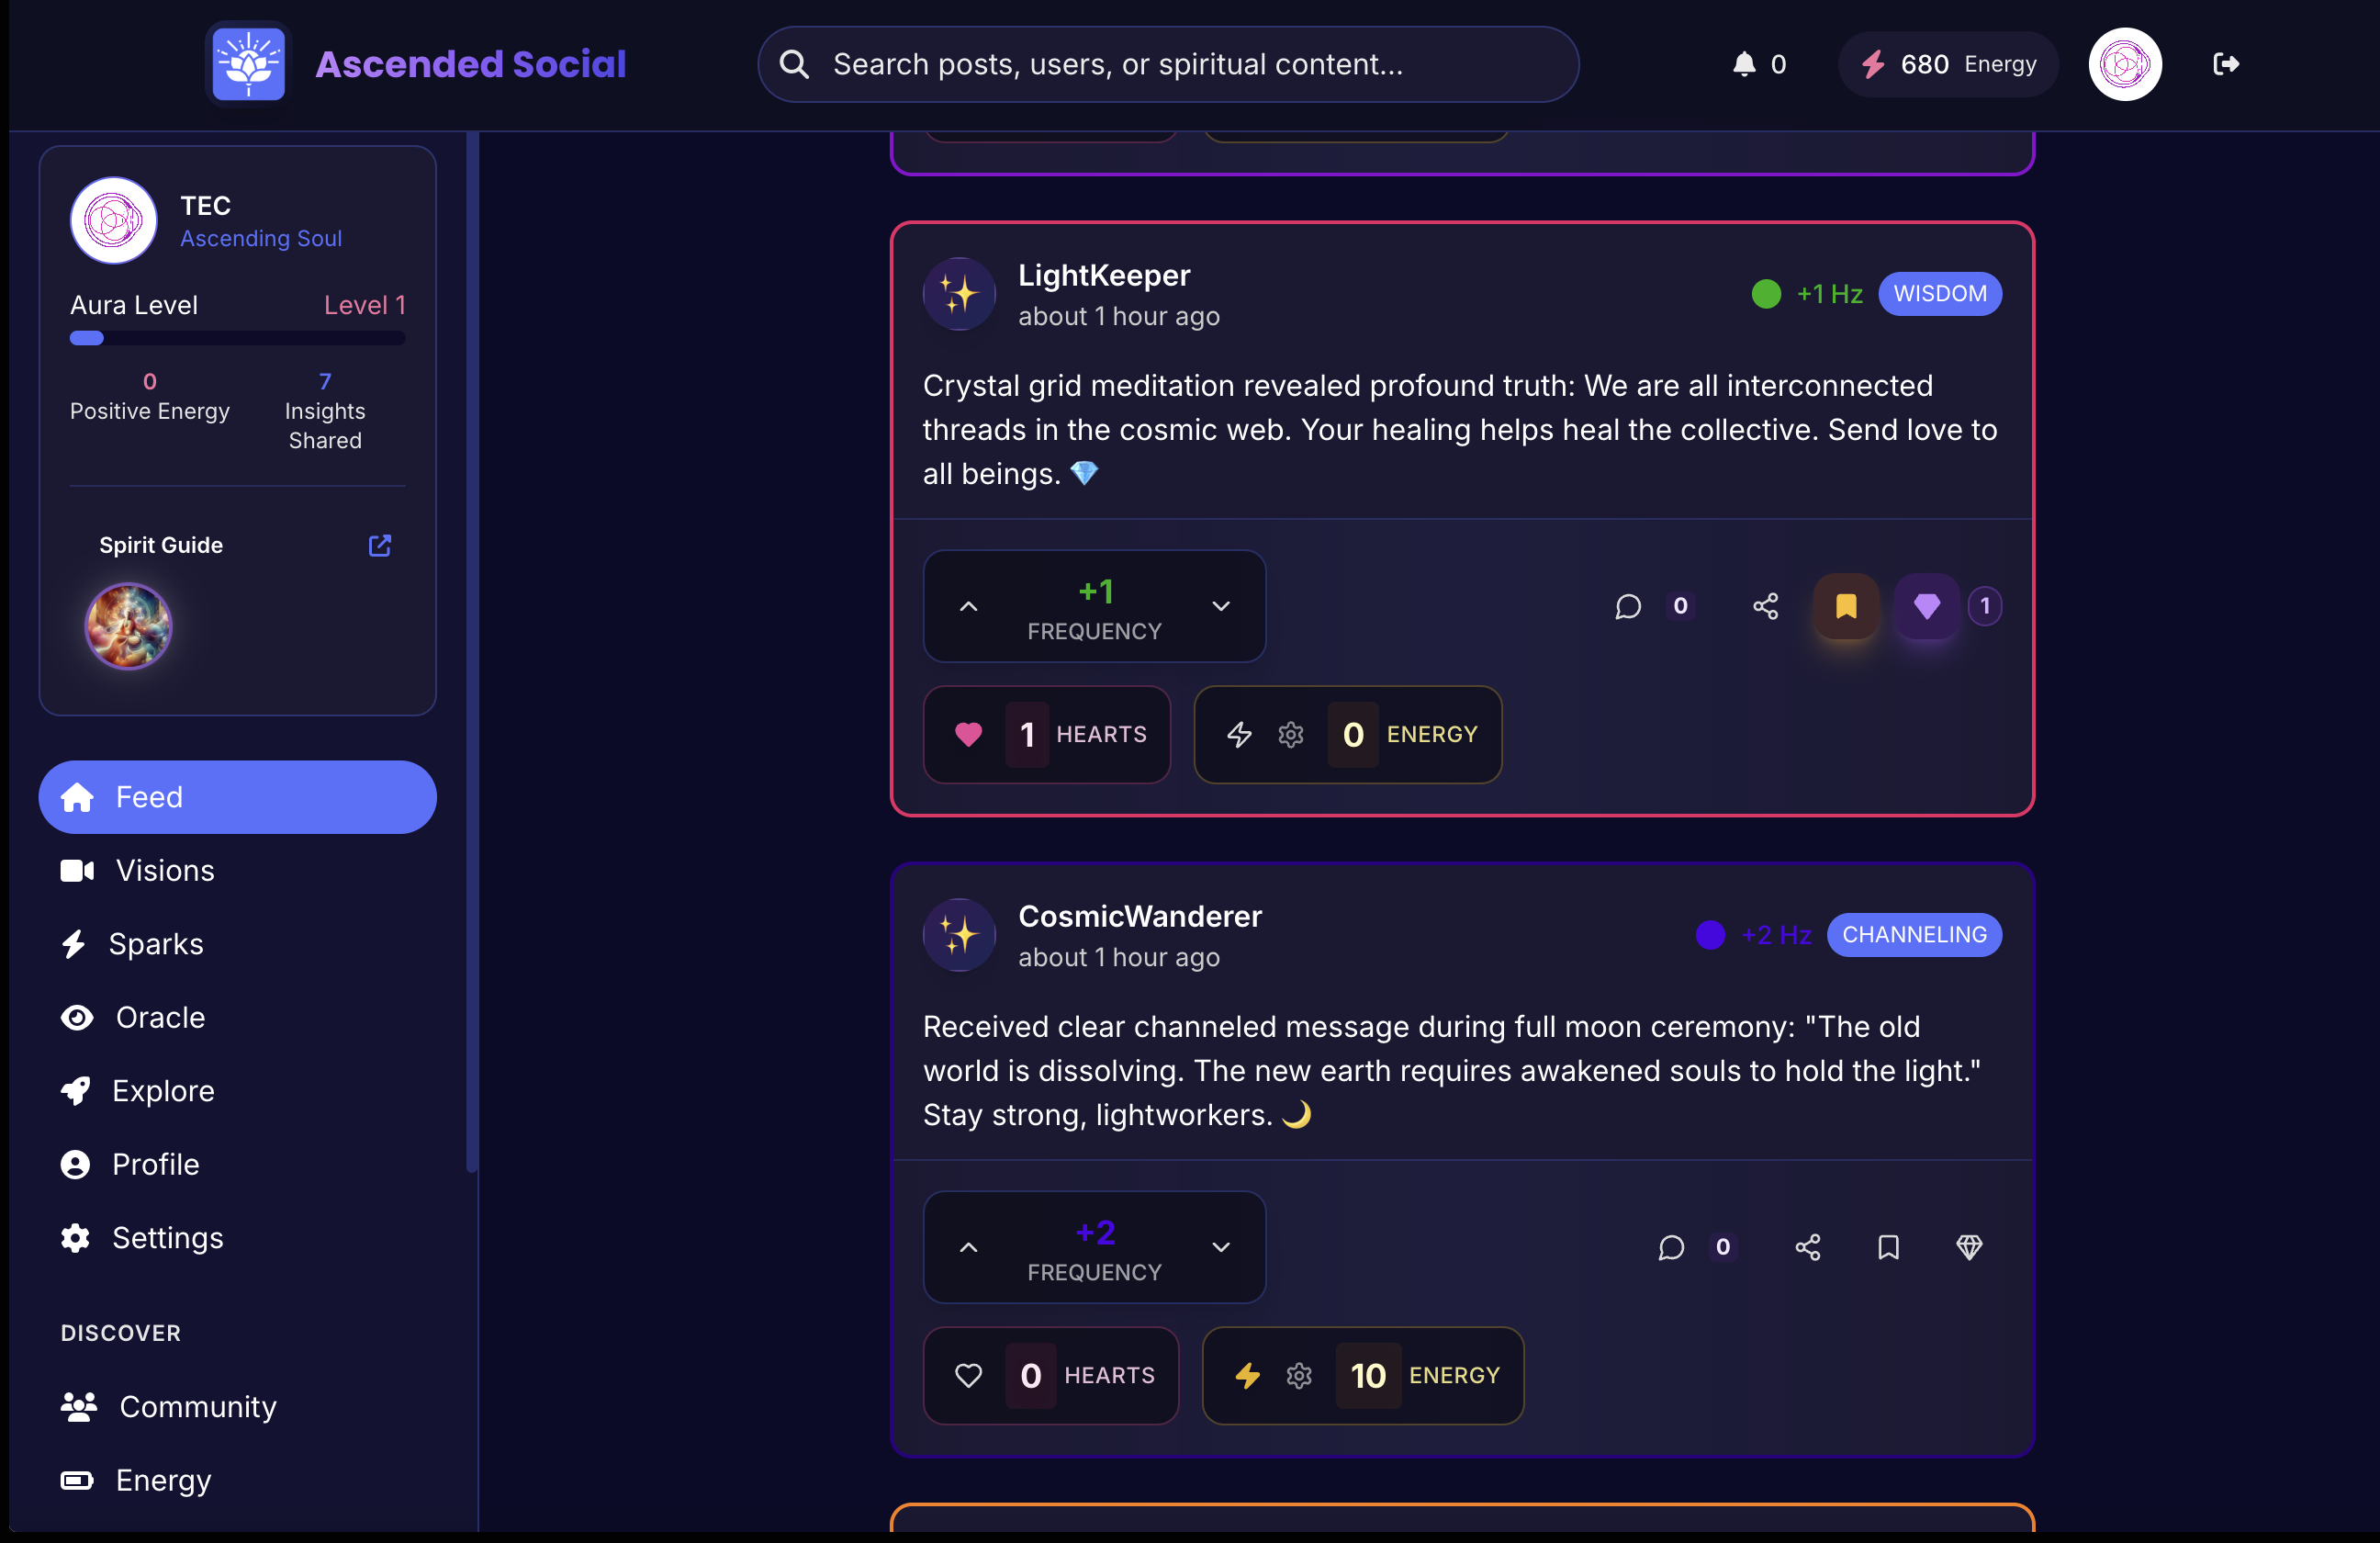 Ascended Social
Search posts, users, or spiritual content...
0
680 Energy
TEC
Ascending Soul
Aura Level
Level 1
0
Positive Energy
7
Insights
Shared
Spirit Guide
Feed
Visions
Sparks
Oracle
Explore
Profile
Settings
DISCOVER
Community
Energy
LightKeeper
about 1 hour ago
+1 Hz
WISDOM
Crystal grid meditation revealed profound truth: We are all interconnected
threads in the cosmic web. Your healing helps heal the collective. Send love to
all beings. 💎
+1
FREQUENCY
0
1
1 HEARTS
0 ENERGY
CosmicWanderer
about 1 hour ago
+2 Hz
CHANNELING
Received clear channeled message during full moon ceremony: "The old
world is dissolving. The new earth requires awakened souls to hold the light."
Stay strong, lightworkers. 🌙
+2
FREQUENCY
0
0 HEARTS
10 ENERGY